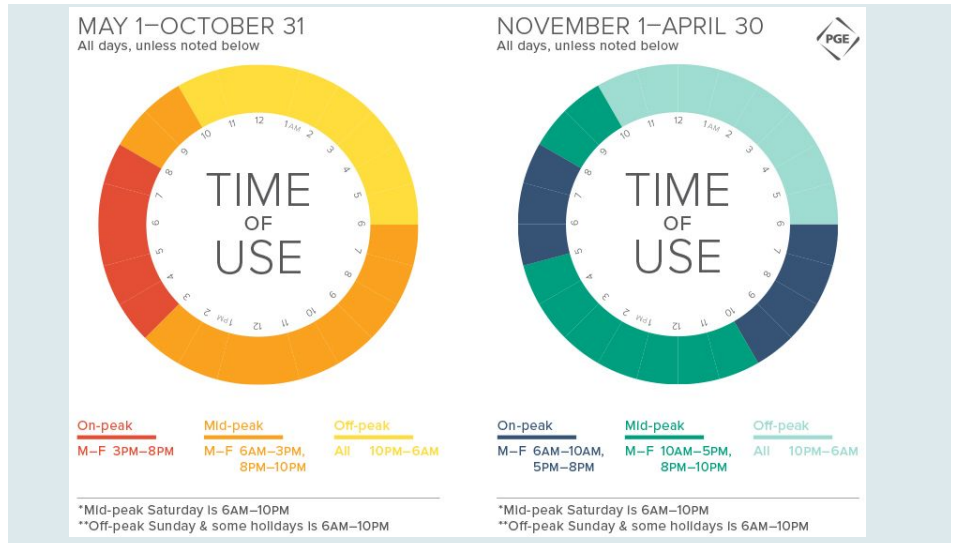 MAY 1—OCTOBER 31
All days, unless noted below
12
1 AM
2
3
4
5
6
7
8
9
10
11
12
1PM
2
3
4
5
6
7
8
9
10
11
TIME
OF
USE
On-peak
M–F 3PM–8PM
Mid-peak
M–F 6AM–3PM,
8PM–10PM
Off-peak
All 10PM–6AM
*Mid-peak Saturday is 6AM–10PM
**Off-peak Sunday & some holidays is 6AM–10PM
NOVEMBER 1—APRIL 30
All days, unless noted below
PGE
12
1 AM
2
3
4
5
6
7
8
9
10
11
12
1PM
2
3
4
5
6
7
8
9
10
11
TIME
OF
USE
On-peak
M–F 6AM–10AM,
5PM–8PM
Mid-peak
M–F 10AM–5PM,
8PM–10PM
Off-peak
All 10PM–6AM
*Mid-peak Saturday is 6AM–10PM
**Off-peak Sunday & some holidays is 6AM–10PM